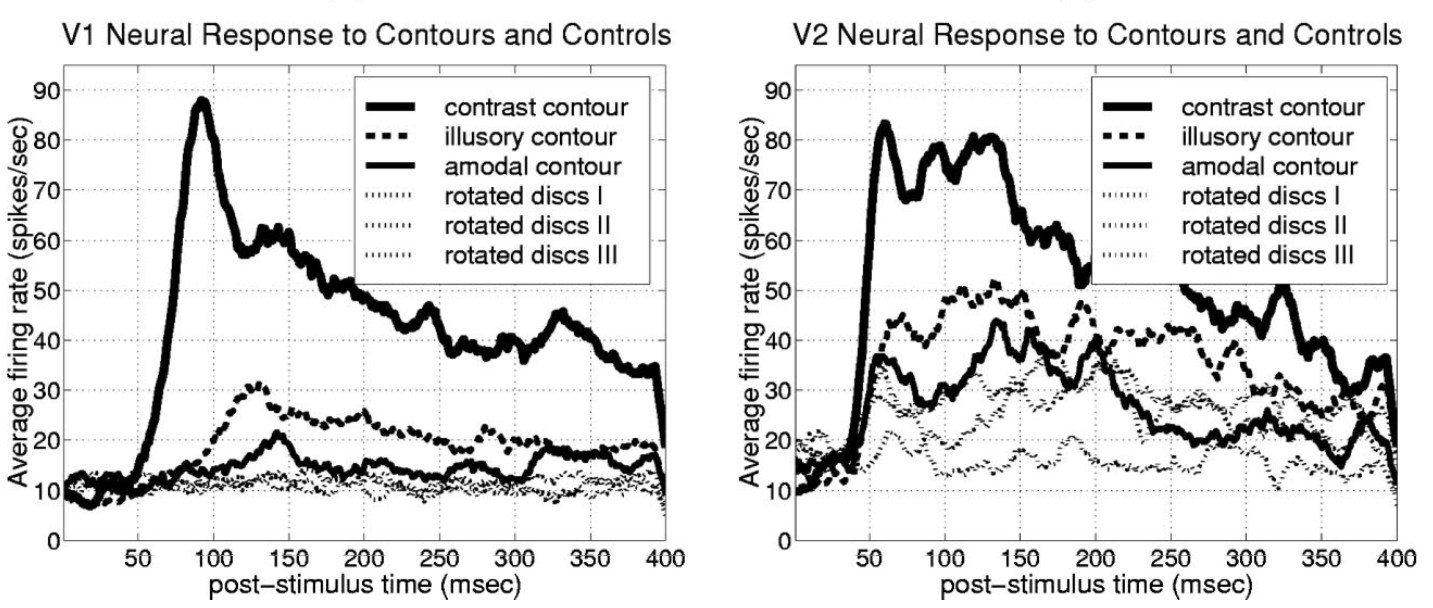 V1 Neural Response to Contours and Controls
Average firing rate (spikes/sec)
90
80
70
60
50
40
30
20
10
0
contrast contour
illusory contour
amodal contour
rotated discs I
rotated discs II
rotated discs III
50 100 150 200 250 300 350 400
post-stimulus time (msec)
V2 Neural Response to Contours and Controls
Average firing rate (spikes/sec)
90
80
70
60
50
40
30
20
10
0
contrast contour
illusory contour
amodal contour
rotated discs I
rotated discs II
rotated discs III
50 100 150 200 250 300 350 400
post-stimulus time (msec)